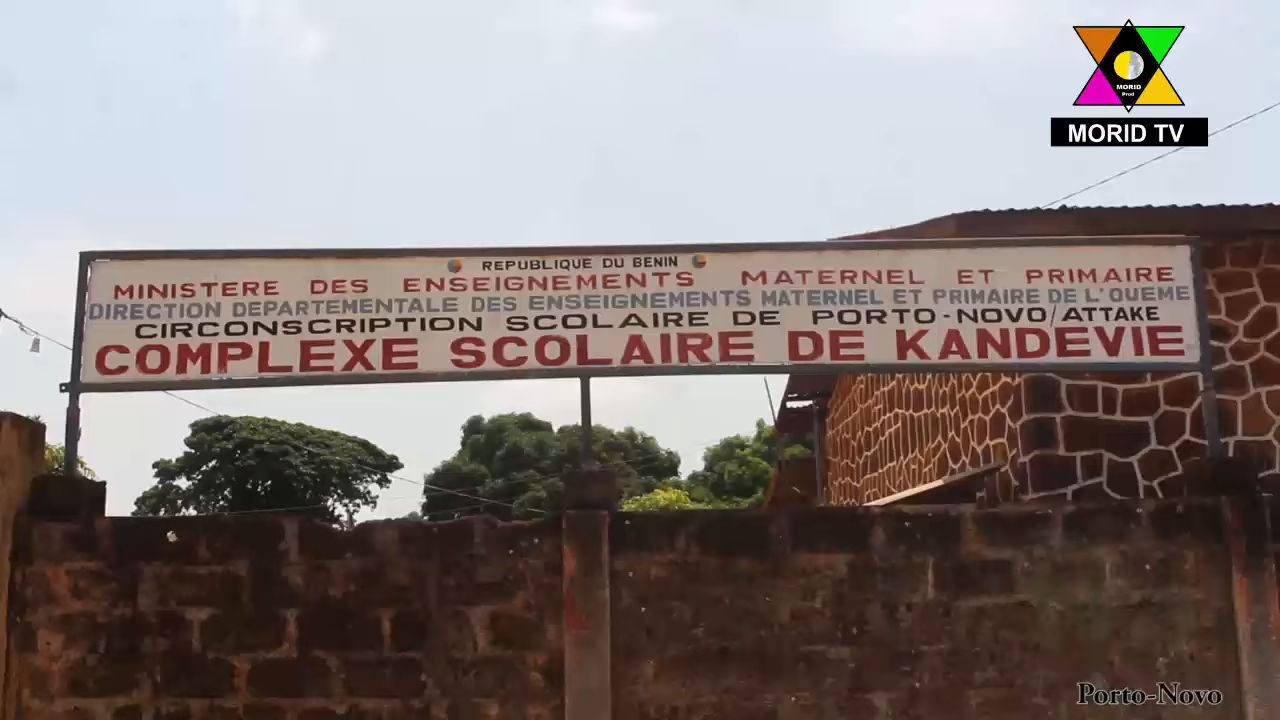 MORID
Prod
MORID TV
REPUBLIQUE DU BENIN
MINISTERE DES ENSEIGNEMENTS MATERNEL ET PRIMAIRE
DIRECTION DEPARTEMENTALE DES ENSEIGNEMENTS MATERNEL ET PRIMAIRE DE L'OUEME
CIRCONSCRIPTION SCOLAIRE DE PORTO-NOVO/ATTAKE
COMPLEXE SCOLAIRE DE KANDEVIE
Porto-Novo